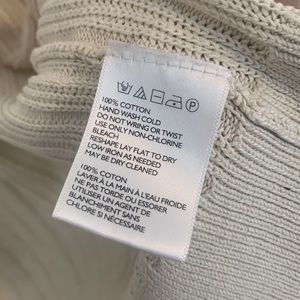 100% COTTON
HAND WASH COLD
DO NOT WRING OR TWIST
USE ONLY NON-CHLORINE
BLEACH
RESHAPE LAY FLAT TO DRY
LOW IRON AS NEEDED
MAY BE DRY CLEANED
100% COTTON
LAVER À LA MAIN À L'EAU FROIDE
NE PAS TORDE OU ESSORER
UTILISER UN AGENT DE
BLANCHIMENT SANS
CHLORE SI NÉCESSAIRE